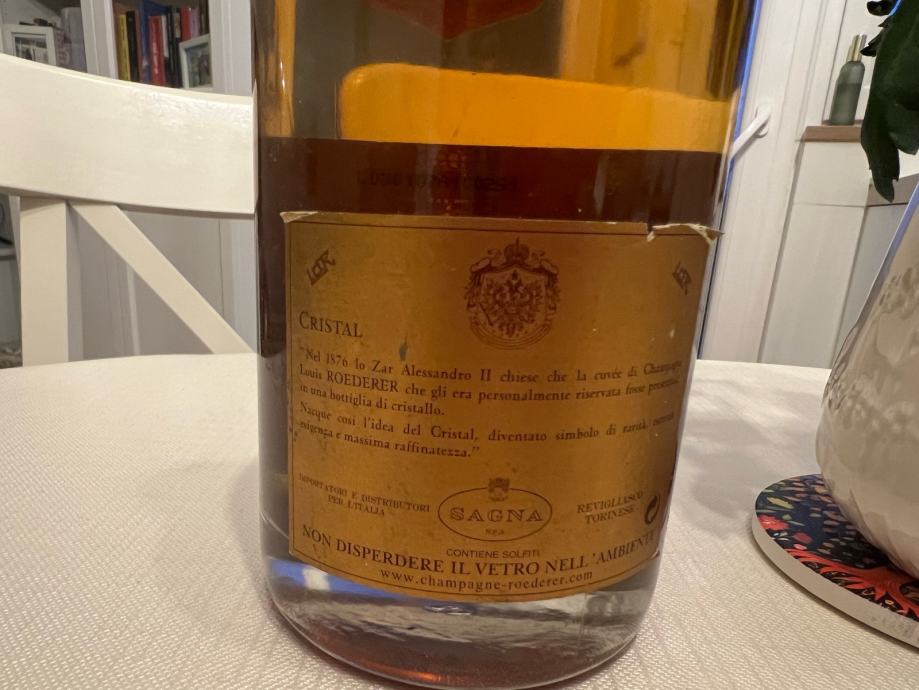 LOR
LOR
CRISTAL
"Nel 1876 lo Zar Alessandro II chiese che la cuvée di Champagne
Louis ROEDERER che gli era personalmente riservata fosse
in una bottiglia di cristallo.
Nacque così l'idea del Cristal, diventato simbolo di rarità,
esigenza e massima raffinatezza."
IMPORTATORI E DISTRIBUTORI
PER L'ITALIA
SAGNA
S.P.A.
REVIGLIASCO
TORINESE
CONTIENE SOLFITI
NON DISPERDERE IL VETRO NELL'AMBIENTE
www.champagne-roederer.com